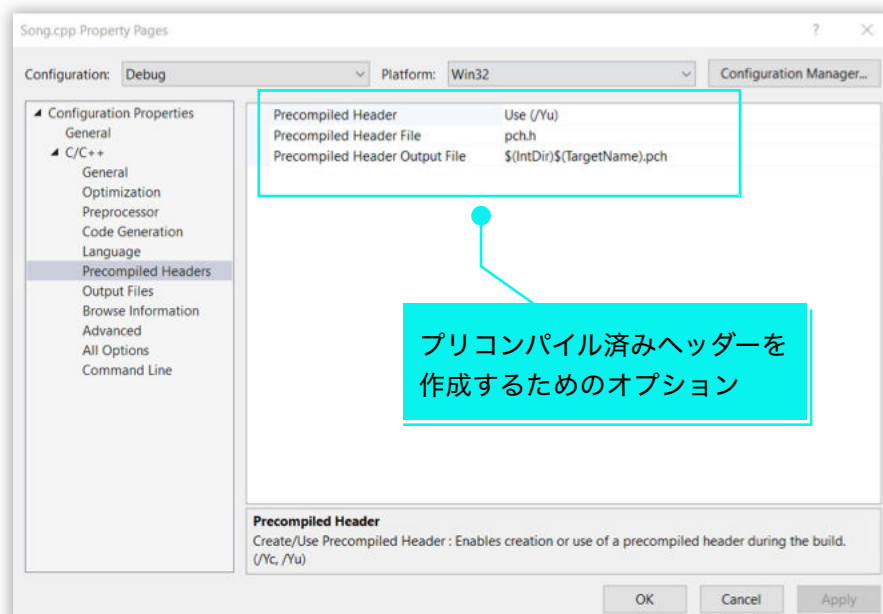 Song.cpp Property Pages
Configuration: Debug Platform: Win32 Configuration Manager...
Configuration Properties
General
C/C++
General
Optimization
Preprocessor
Code Generation
Language
Precompiled Headers
Output Files
Browse Information
Advanced
All Options
Command Line
Precompiled Header Use (/Yu)
Precompiled Header File pch.h
Precompiled Header Output File $(IntDir)$(TargetName).pch
プリコンパイル済みヘッダーを
作成するためのオプション
Precompiled Header
Create/Use Precompiled Header : Enables creation or use of a precompiled header during the build.
(/Yc, /Yu)
OK Cancel Apply